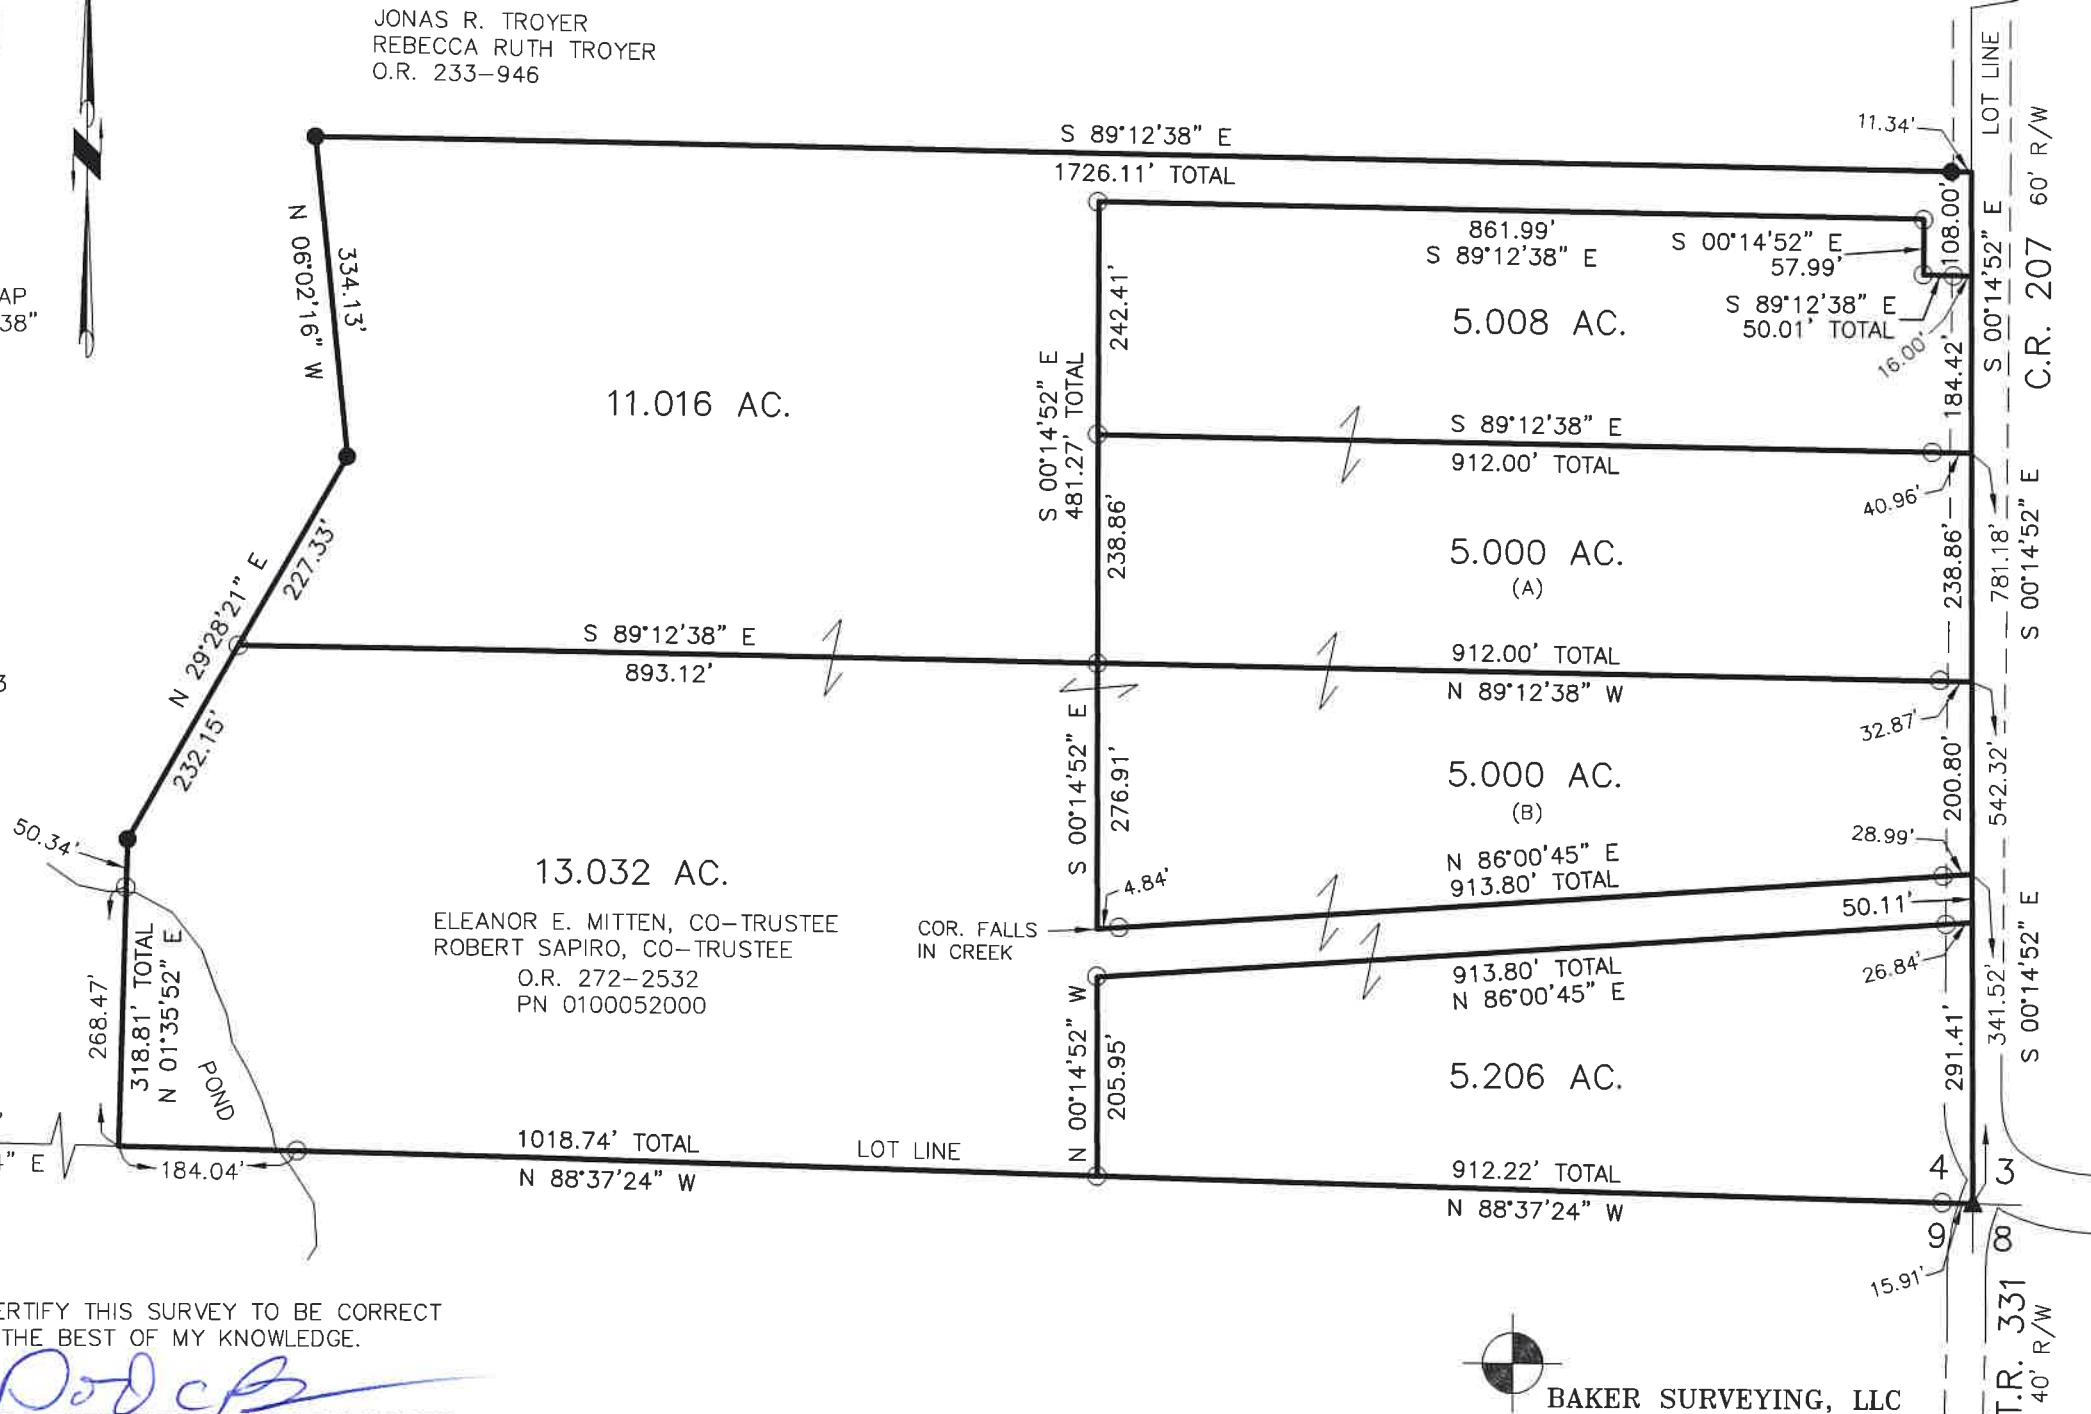 JONAS R. TROYER
REBECCA RUTH TROYER
O.R. 233-946
S 89°12'38" E
1726.11' TOTAL
11.34'
LOT LINE
60' R/W
C.R. 207
108.00'
S 00°14'52" E
861.99'
S 89°12'38" E
S 00°14'52" E
57.99'
S 89°12'38" E
50.01' TOTAL
16.00'
184.42'
5.008 AC.
N 06°02'16" W
334.13'
AP
38"
11.016 AC.
242.41'
S 00°14'52" E
481.27' TOTAL
238.86'
S 89°12'38" E
912.00' TOTAL
40.96'
5.000 AC.
(A)
238.86'
781.18'
S 00°14'52" E
N 29°28'21" E
227.33'
232.15'
3
S 89°12'38" E
893.12'
912.00' TOTAL
N 89°12'38" W
32.87'
S 00°14'52" E
276.91'
5.000 AC.
(B)
200.80'
542.32'
50.34'
13.032 AC.
ELEANOR E. MITTEN, CO-TRUSTEE
ROBERT SAPIRO, CO-TRUSTEE
O.R. 272-2532
PN 0100052000
COR. FALLS
IN CREEK
4.84'
28.99'
N 86°00'45" E
913.80' TOTAL
50.11'
913.80' TOTAL
N 86°00'45" E
26.84'
341.52'
S 00°14'52" E
268.47'
318.81' TOTAL
N 01°35'52" E
POND
N 00°14'52" W
205.95'
5.206 AC.
291.41'
" E
184.04'
1018.74' TOTAL
N 88°37'24" W
LOT LINE
912.22' TOTAL
N 88°37'24" W
4 3
9 8
15.91'
T.R. 331
40' R/W
ERTIFY THIS SURVEY TO BE CORRECT
THE BEST OF MY KNOWLEDGE.
BAKER SURVEYING, LLC